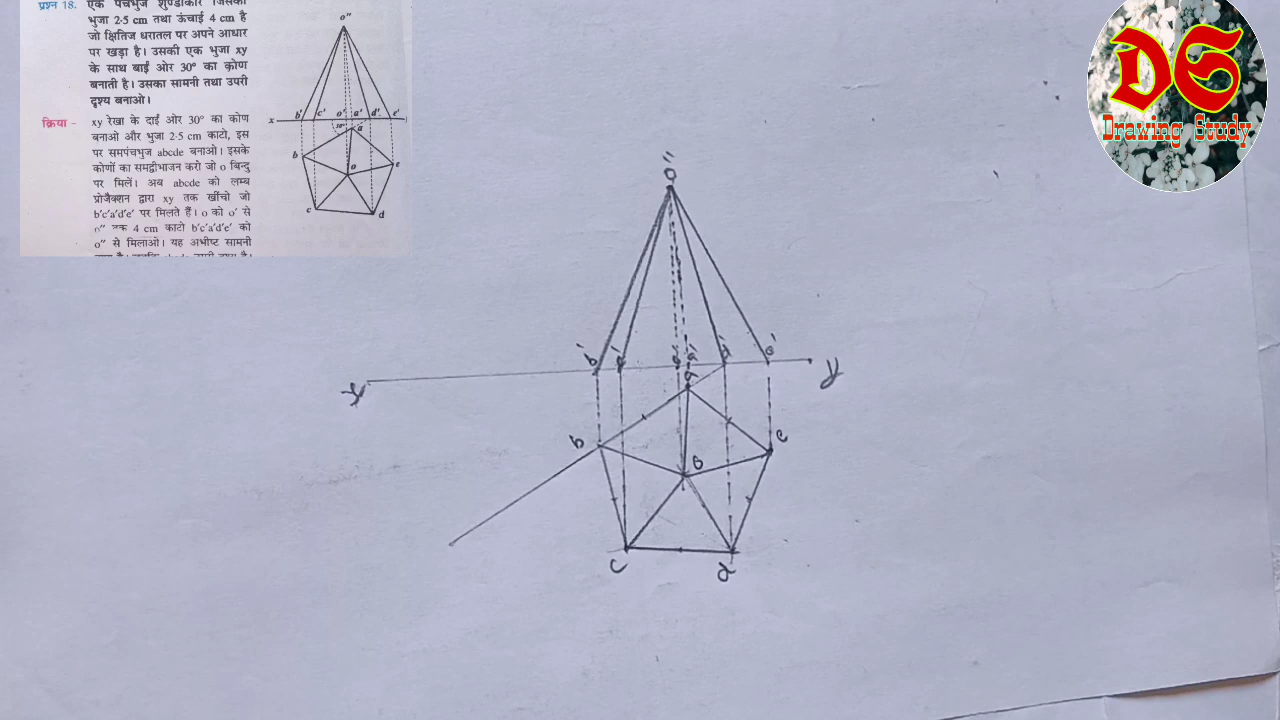 प्रश्न 18. एक पंचभुज शुण्डाकार जिसकी
भुजा 2·5 cm तथा ऊंचाई 4 cm है
जो क्षितिज धरातल पर अपने आधार
पर खड़ा है। उसकी एक भुजा xy
के साथ बाईं ओर 30° का कोण
बनाती है। उसका सामनी तथा उपरी
दृश्य बनाओ।
क्रिया – xy रेखा के दाईं ओर 30° का कोण
बनाओ और भुजा 2·5 cm काटो, इस
पर समपंचभुज abcde बनाओ। इसके
कोणों का समद्वीभाजन करो जो o बिन्दु
पर मिलें। अब abcde को लम्ब
प्रोजैक्शन द्वारा xy तक खींचो जो
b'c'a'd'e' पर मिलते हैं। o को o' से
o'' तक 4 cm काटो b'c'a'd'e' को
o'' से मिलाओ। यह अभीष्ट सामनी
o''
x b' c' o' a' d' e'
30° a
b o e
c d
DS
Drawing Study
o''
x b' y
a
b o e
c d